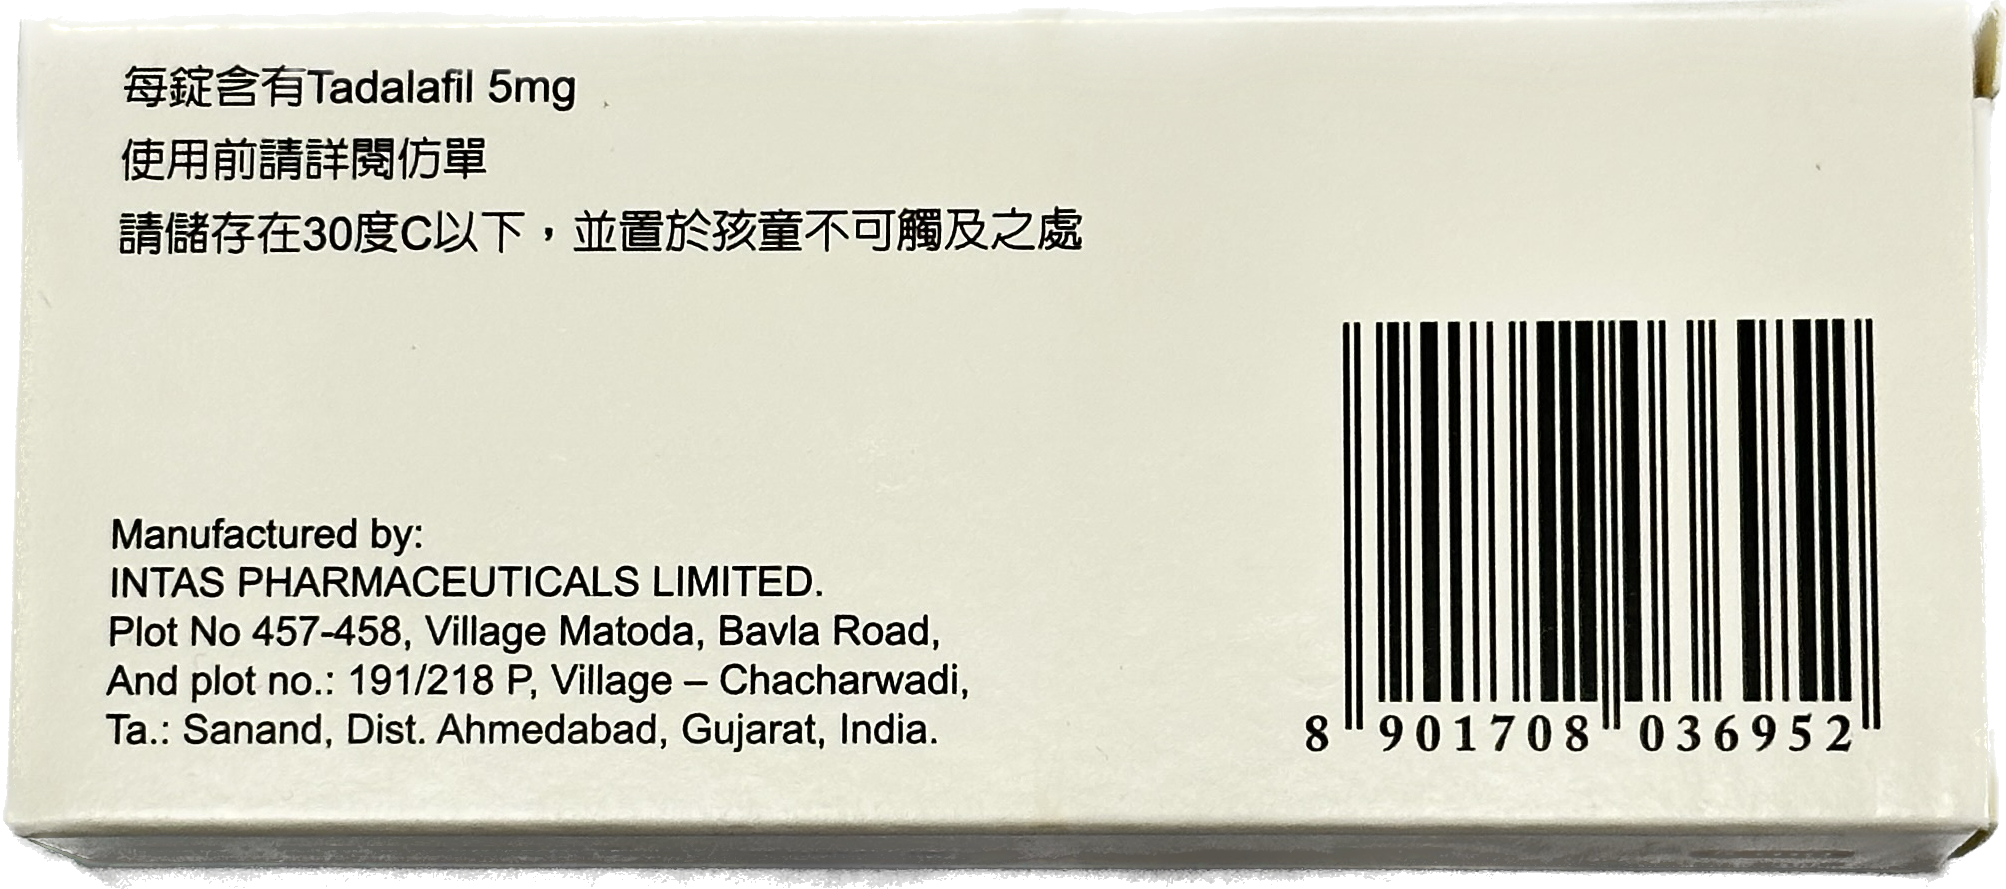 每錠含有Tadalafil 5mg
使用前請詳閱仿單
請儲存在30度C以下，並置於孩童不可觸及之處
Manufactured by:
INTAS PHARMACEUTICALS LIMITED.
Plot No 457-458, Village Matoda, Bavla Road,
And plot no.: 191/218 P, Village – Chacharwadi,
Ta.: Sanand, Dist. Ahmedabad, Gujarat, India.
8 901708 036952